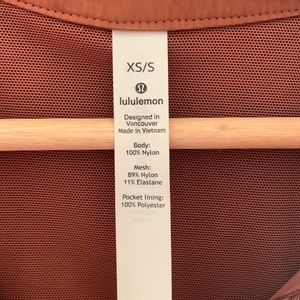 XS/S
lululemon
Designed in
Vancouver
Made in Vietnam
Body:
100% Nylon
Mesh:
89% Nylon
11% Elastane
Pocket lining:
100% Polyester